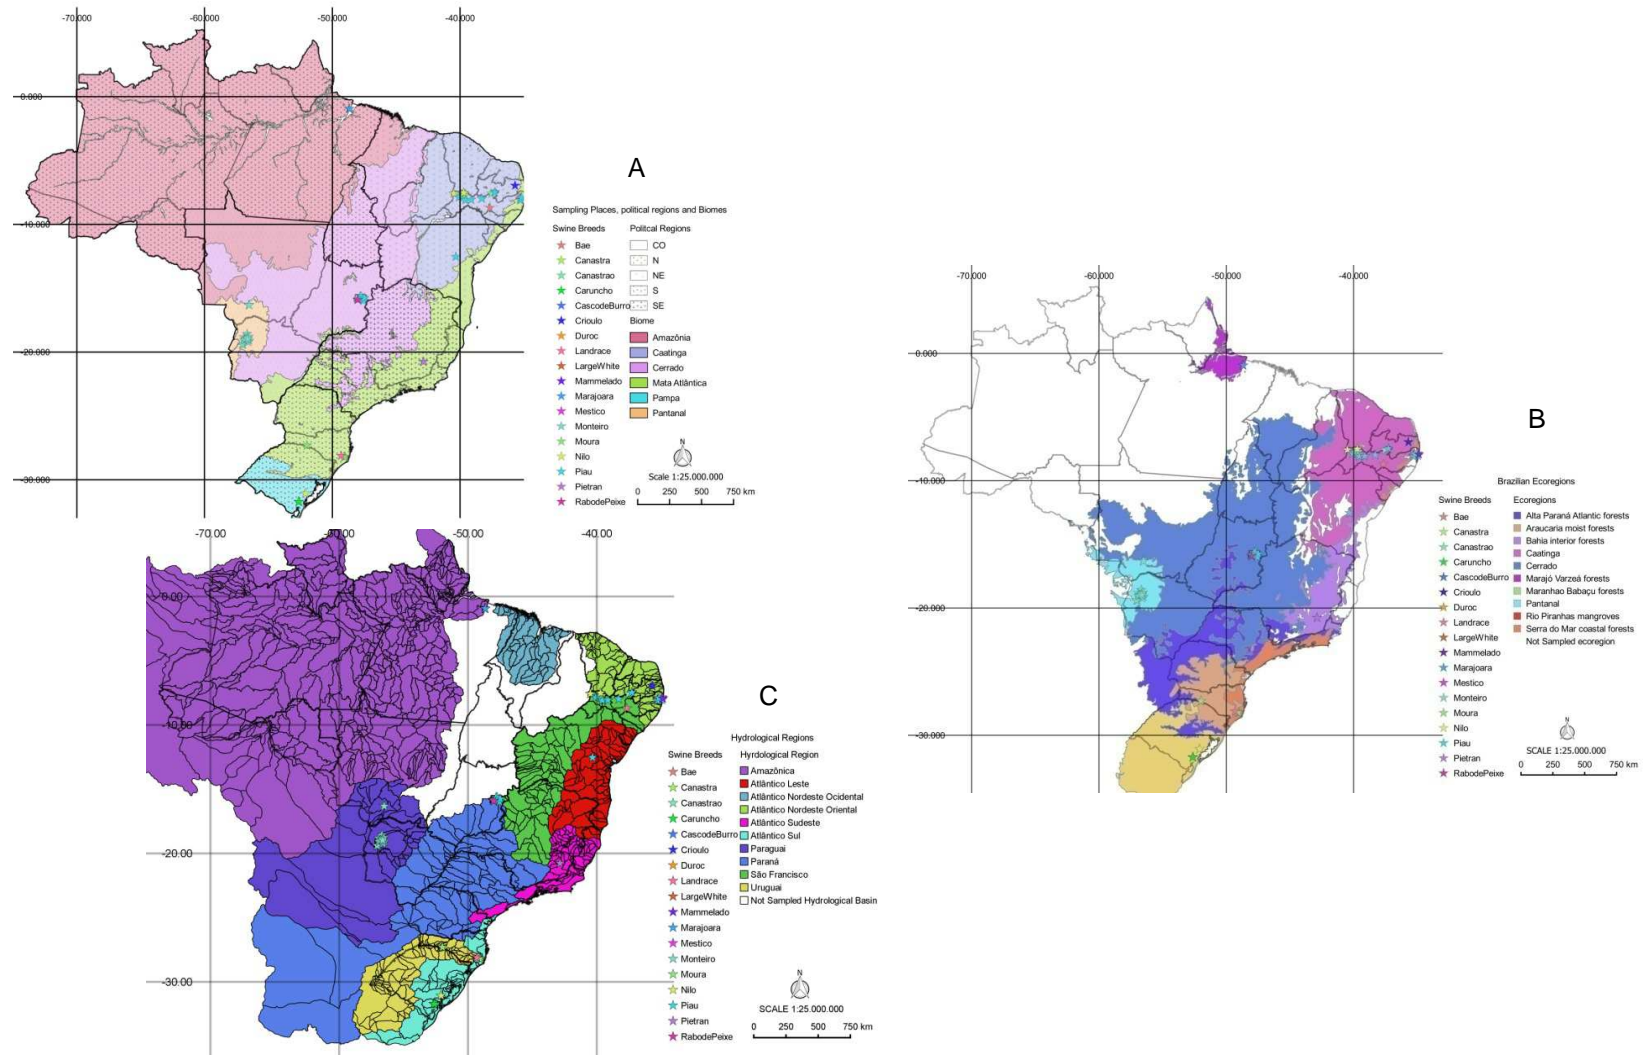 -70.000 -60.000 -50.000 -40.000
0.000
-10.000
-20.000
-30.000
A
Sampling Places, political regions and Biomes
Swine Breeds Politcal Regions
Bae CO
Canastra N
Canastrao NE
Caruncho S
CascodeBurro SE
Crioulo Biome
Duroc Amazônia
Landrace Caatinga
LargeWhite Cerrado
Mammelado Mata Atlântica
Marajoara Pampa
Mestico Pantanal
Monteiro
Moura
Nilo
Piau
Pietran
RabodePeixe
N
Scale 1:25.000.000
0 250 500 750 km
-70.000 -60.000 -50.000 -40.000
0.000
-10.000
-20.000
-30.000
B
Brazilian Ecoregions
Swine Breeds Ecoregions
Bae Alta Paraná Atlantic forests
Canastra Araucaria moist forests
Canastrao Bahia interior forests
Caruncho Caatinga
CascodeBurro Cerrado
Crioulo Marajó Varzeá forests
Duroc Maranhao Babaçu forests
Landrace Pantanal
LargeWhite Rio Piranhas mangroves
Mammelado Serra do Mar coastal forests
Marajoara Not Sampled ecoregion
Mestico
Monteiro
Moura
Nilo
Piau
Pietran
RabodePeixe
N
SCALE 1:25.000.000
0 250 500 750 km
-70.00 -50.00 -40.00
0.00
-10.00
-20.00
-30.00
C
Hydrological Regions
Swine Breeds Hyrdological Region
Bae Amazônica
Canastra Atlântico Leste
Canastrao Atlântico Nordeste Ocidental
Caruncho Atlântico Nordeste Oriental
CascodeBurro Atlântico Sudeste
Crioulo Atlântico Sul
Duroc Paraguai
Landrace Paraná
LargeWhite São Francisco
Mammelado Uruguai
Marajoara Not Sampled Hydrological Basin
Mestico
Monteiro
Moura
Nilo
Piau
Pietran
RabodePeixe
N
SCALE 1:25.000.000
0 250 500 750 km